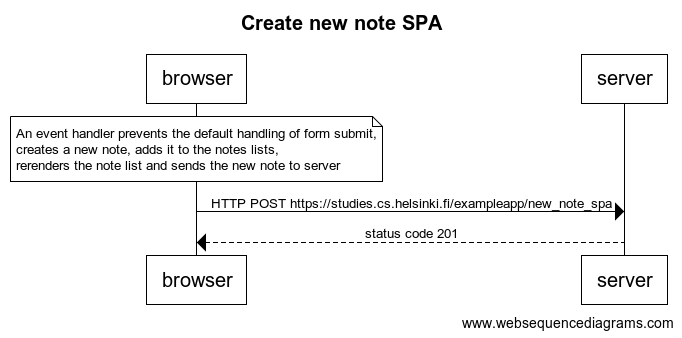 Create new note SPA
browser
server
An event handler prevents the default handling of form submit,
creates a new note, adds it to the notes lists,
rerenders the note list and sends the new note to server
HTTP POST https://studies.cs.helsinki.fi/exampleapp/new_note_spa
status code 201
browser
server
www.websequencediagrams.com